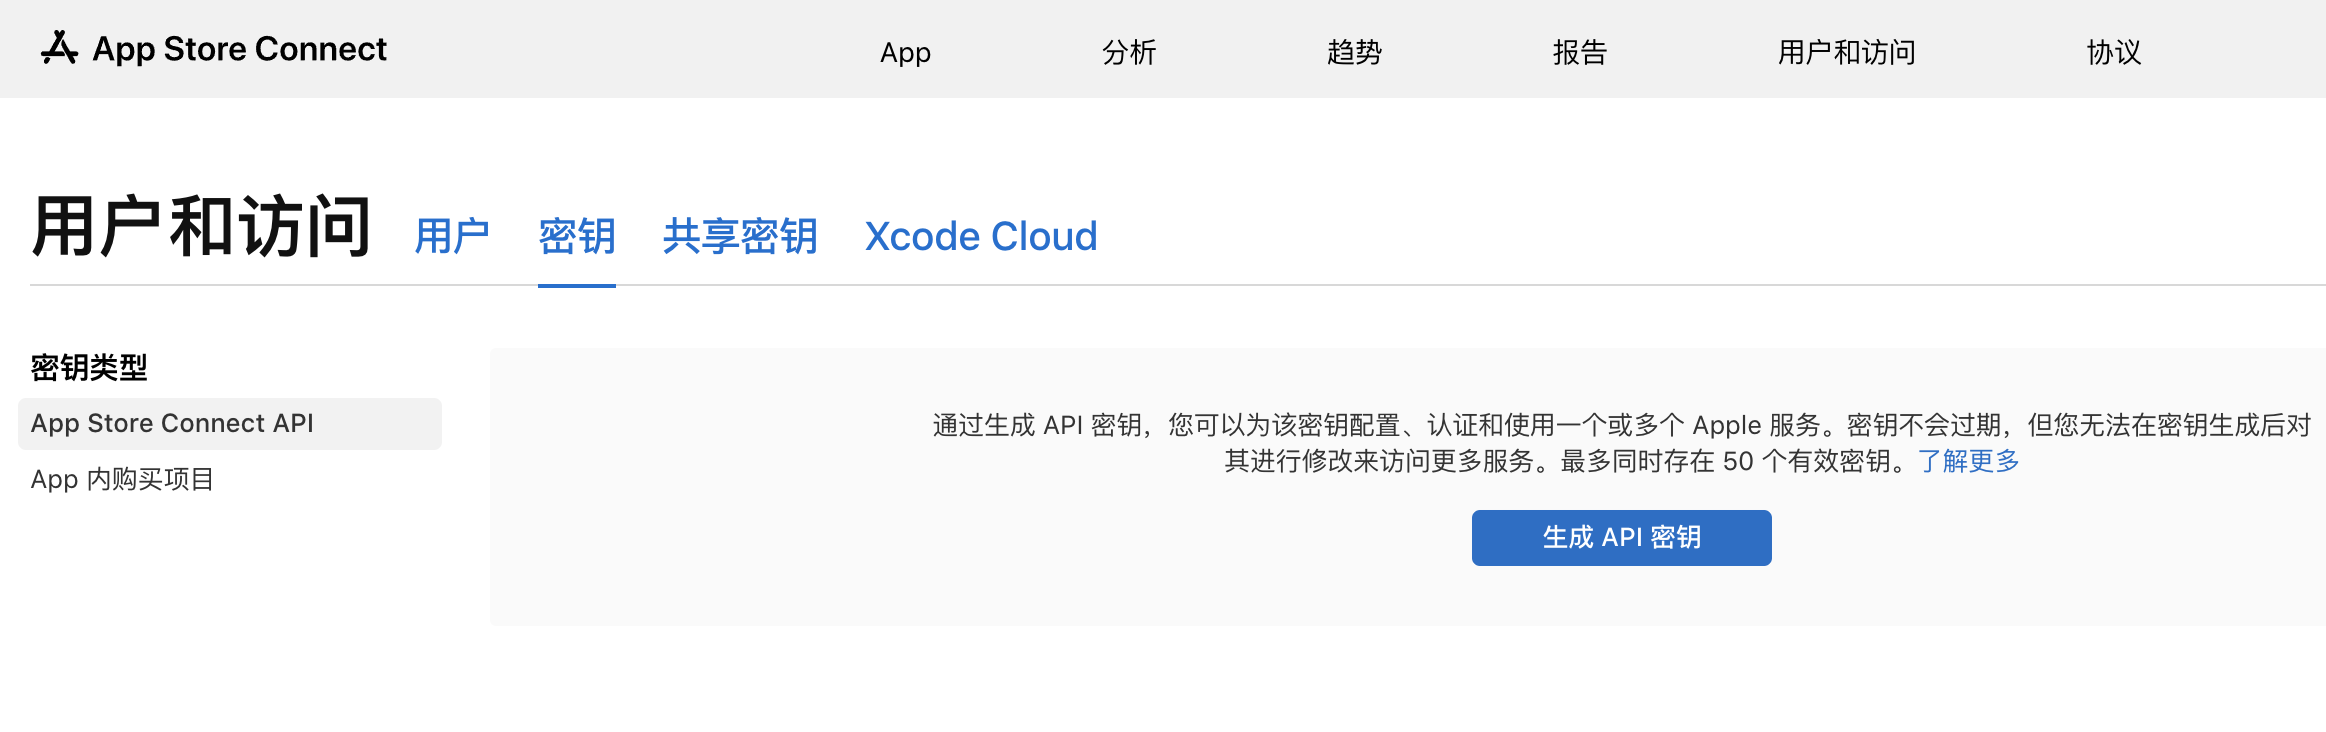 App Store Connect
App
分析
趋势
报告
用户和访问
协议
用户和访问
用户
密钥
共享密钥
Xcode Cloud
密钥类型
App Store Connect API
App 内购买项目
通过生成 API 密钥，您可以为该密钥配置、认证和使用一个或多个 Apple 服务。密钥不会过期，但您无法在密钥生成后对
其进行修改来访问更多服务。最多同时存在 50 个有效密钥。了解更多
生成 API 密钥